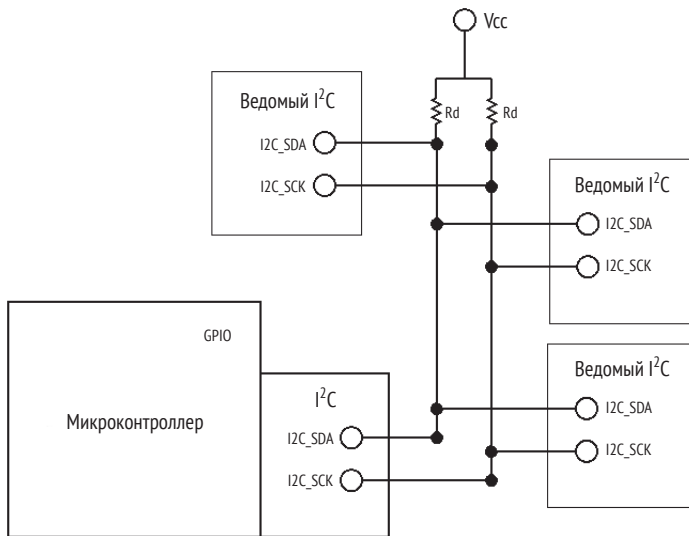 Vcc
Ведомый I²C
Rd
Rd
I2C_SDA
I2C_SCK
Ведомый I²C
I2C_SDA
I2C_SCK
GPIO
Микроконтроллер
I²C
I2C_SDA
I2C_SCK
Ведомый I²C
I2C_SDA
I2C_SCK